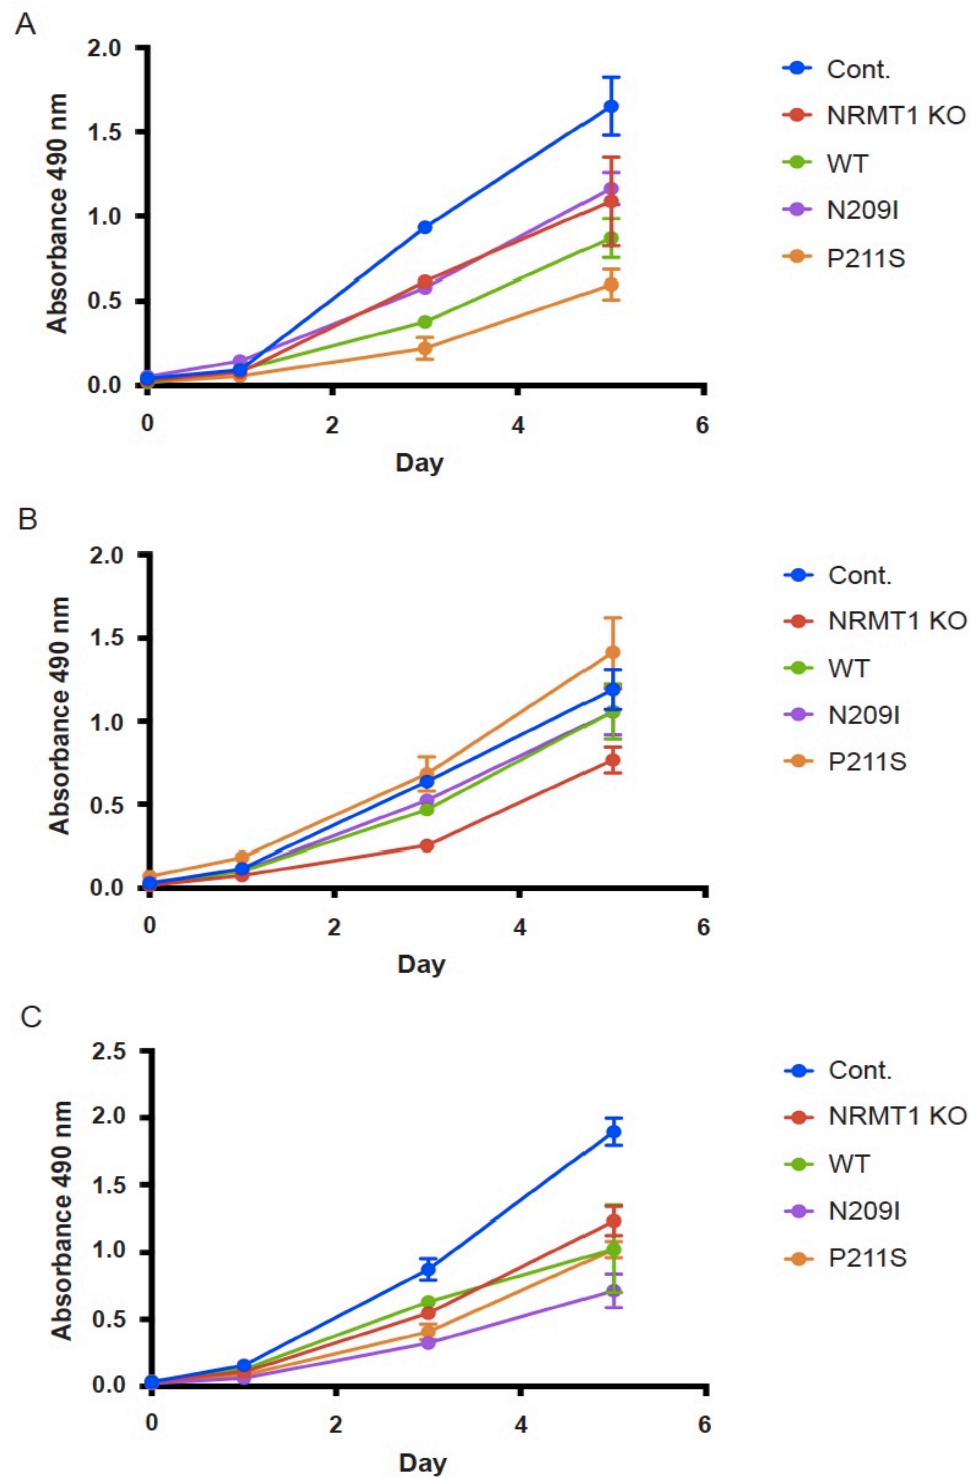 A
2.0
1.5
1.0
0.5
0.0
Absorbance 490 nm
0 2 4 6
Day
Cont.
NRMT1 KO
WT
N209I
P211S
B
2.0
1.5
1.0
0.5
0.0
Absorbance 490 nm
0 2 4 6
Day
Cont.
NRMT1 KO
WT
N209I
P211S
C
2.5
2.0
1.5
1.0
0.5
0.0
Absorbance 490 nm
0 2 4 6
Day
Cont.
NRMT1 KO
WT
N209I
P211S